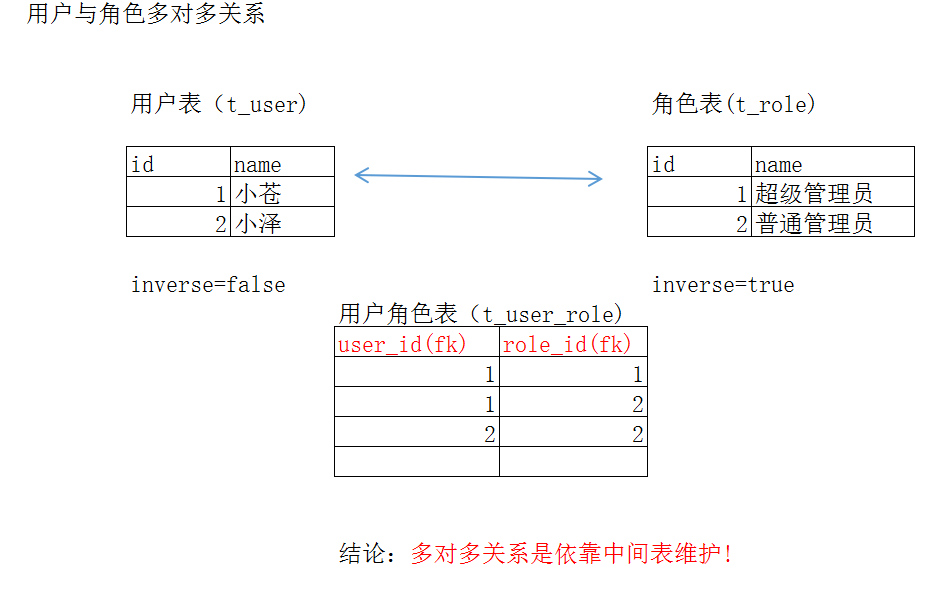 用户与角色多对多关系
用户表（t_user) 角色表(t_role)
id name id name
1 小苍 1 超级管理员
2 小泽 2 普通管理员
inverse=false inverse=true
用户角色表（t_user_role)
user_id(fk) role_id(fk)
1 1
1 2
2 2
结论：多对多关系是依靠中间表维护!